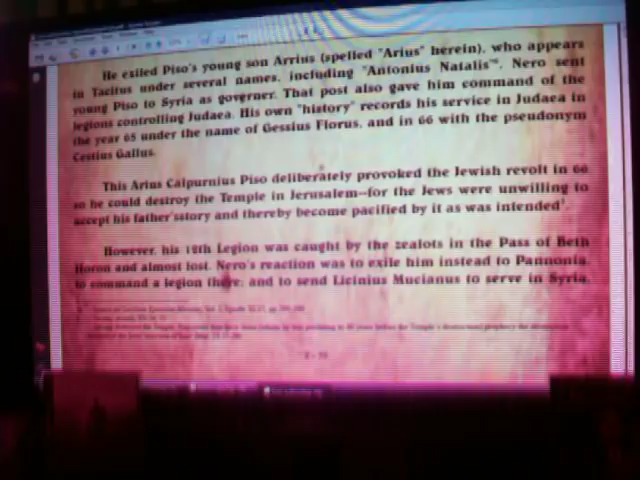 He exiled Piso's young son Arrius (spelled "Arius" herein), who appears
in Tacitus under several names, including "Antonius Natalis". Nero sent
young Piso to Syria as governer. That post also gave him command of the
legions controlling Judaea. His own "history" records his service in Judaea in
the year 65 under the name of Gessius Florus, and in 66 with the pseudonym
Cestius Gallus.
This Arius Calpurnius Piso deliberately provoked the Jewish revolt in 66
so he could destroy the Temple in Jerusalem—for the Jews were unwilling to
accept his father'sstory and thereby become pacified by it as was intended
However, his 18th Legion was caught by the zealots in the Pass of Beth
Horon and almost lost. Nero's reaction was to exile him instead to Pannonia,
to command a legion there; and to send Licinius Mucianus to serve in Syria.